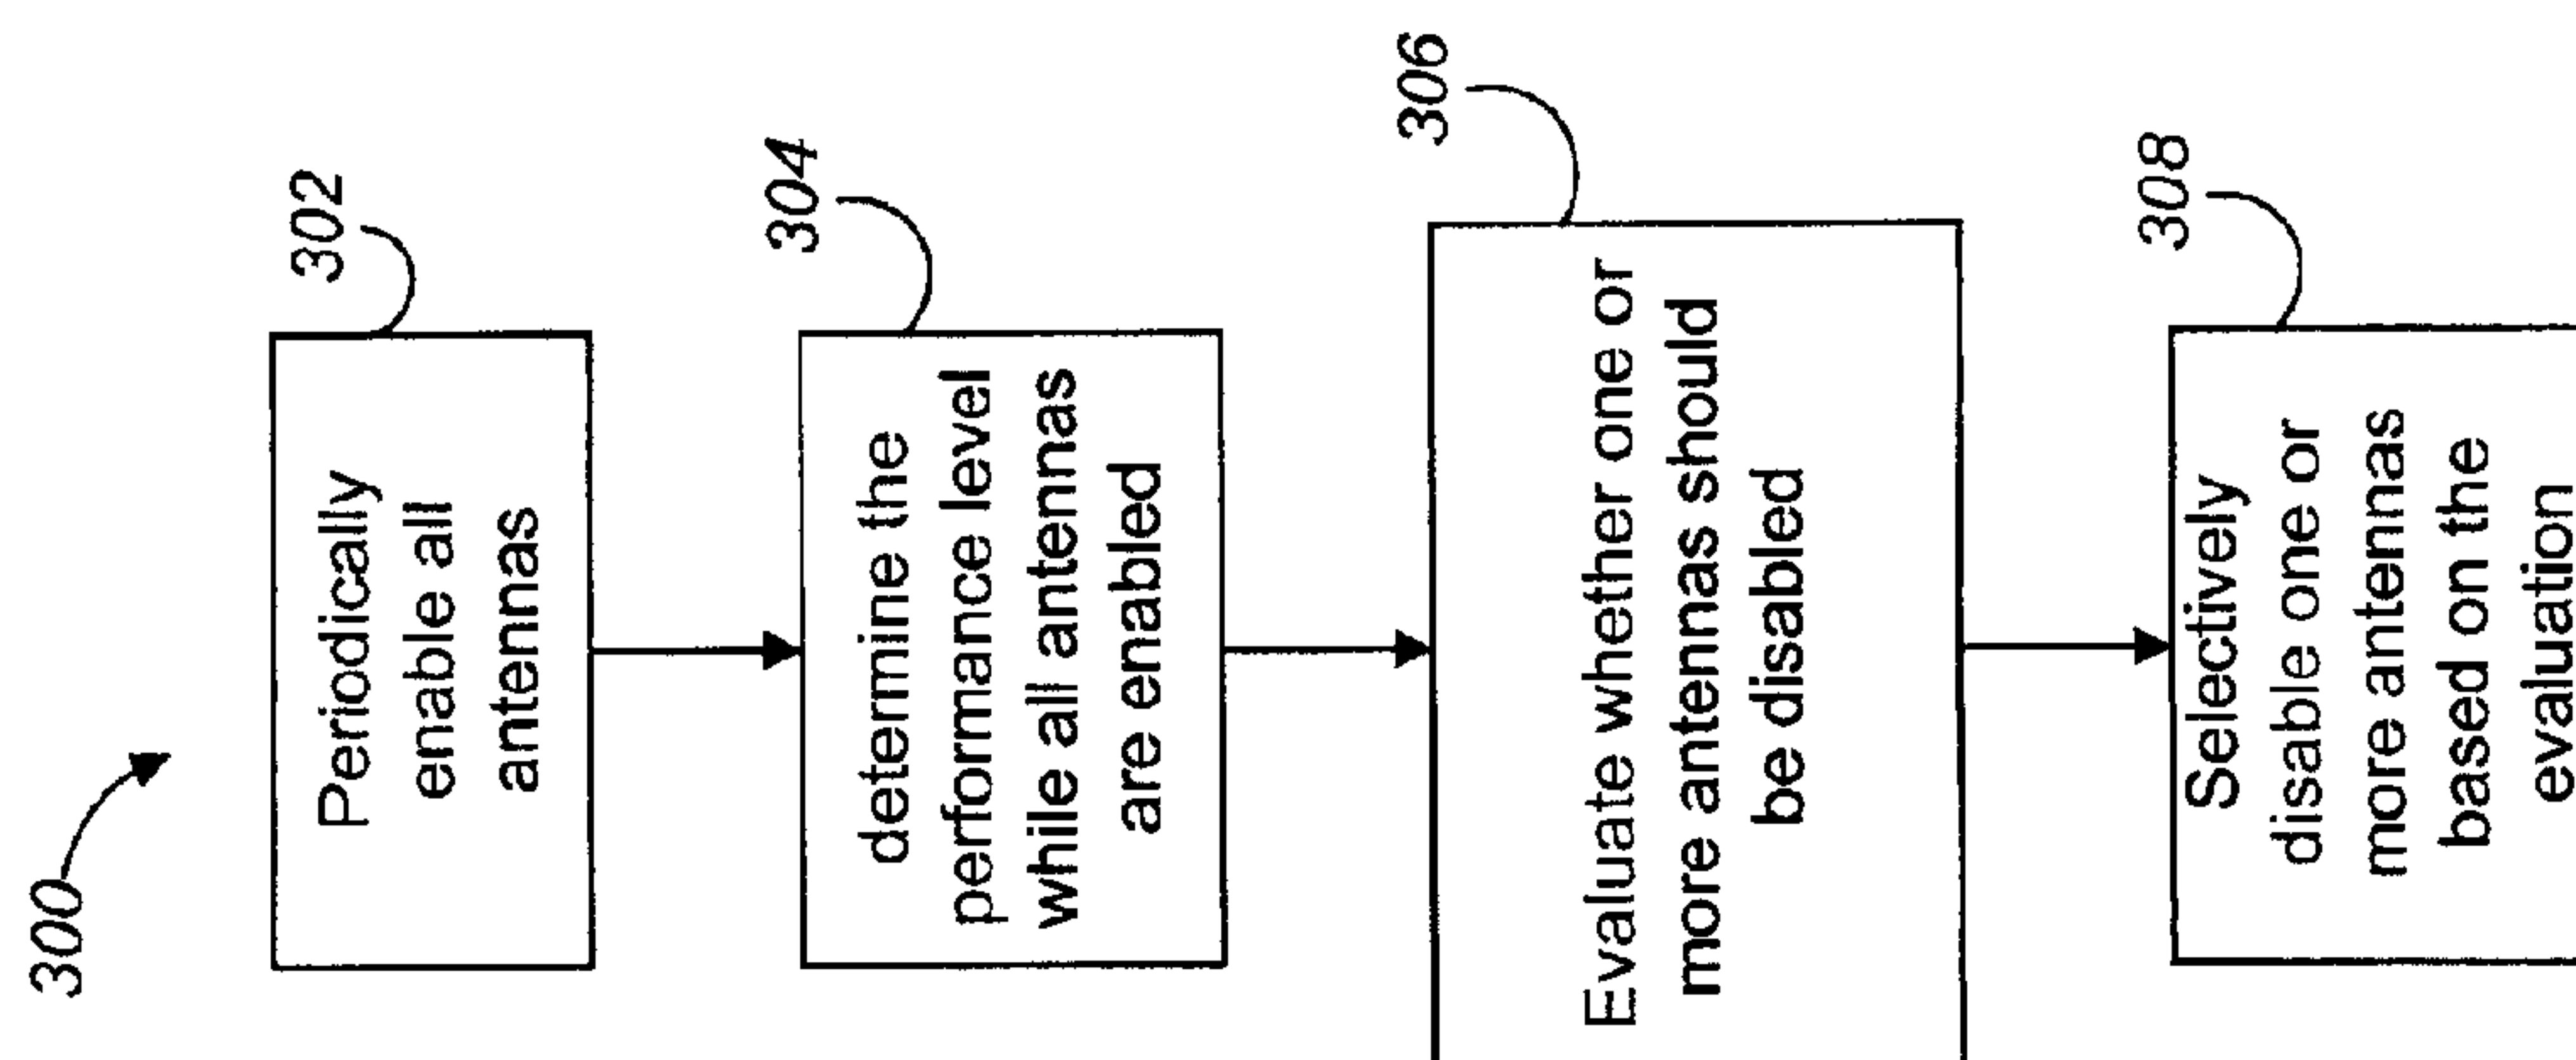 300
302
Periodically
enable all
antennas
304
determine the
performance level
while all antennas
are enabled
306
Evaluate whether one or
more antennas should
be disabled
308
Selectively
disable one or
more antennas
based on the
evaluation